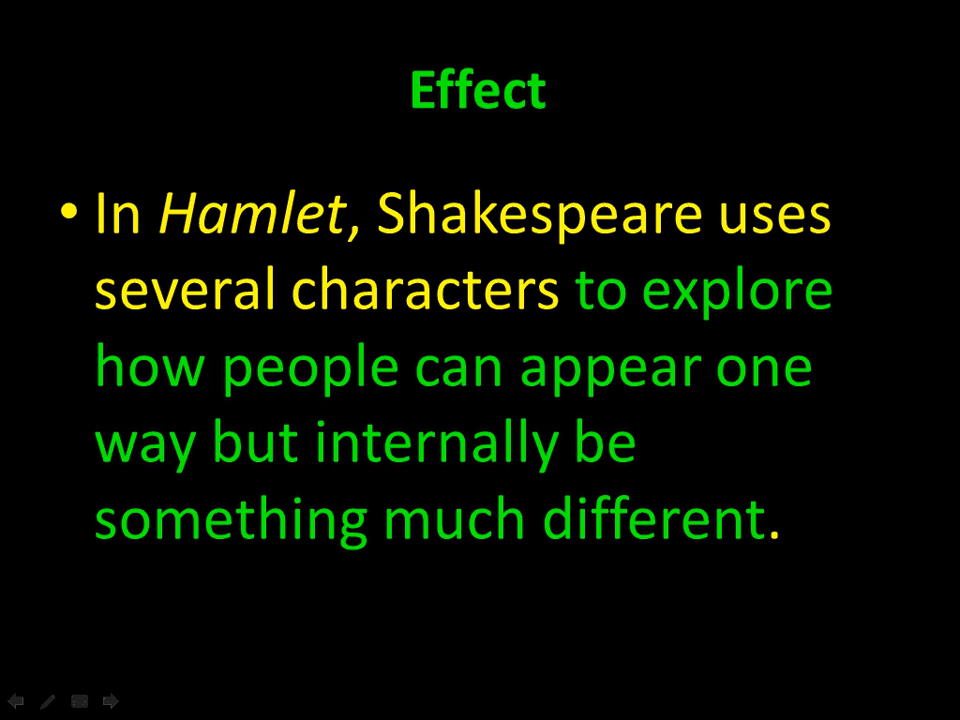 Effect
• In Hamlet, Shakespeare uses
several characters to explore
how people can appear one
way but internally be
something much different.